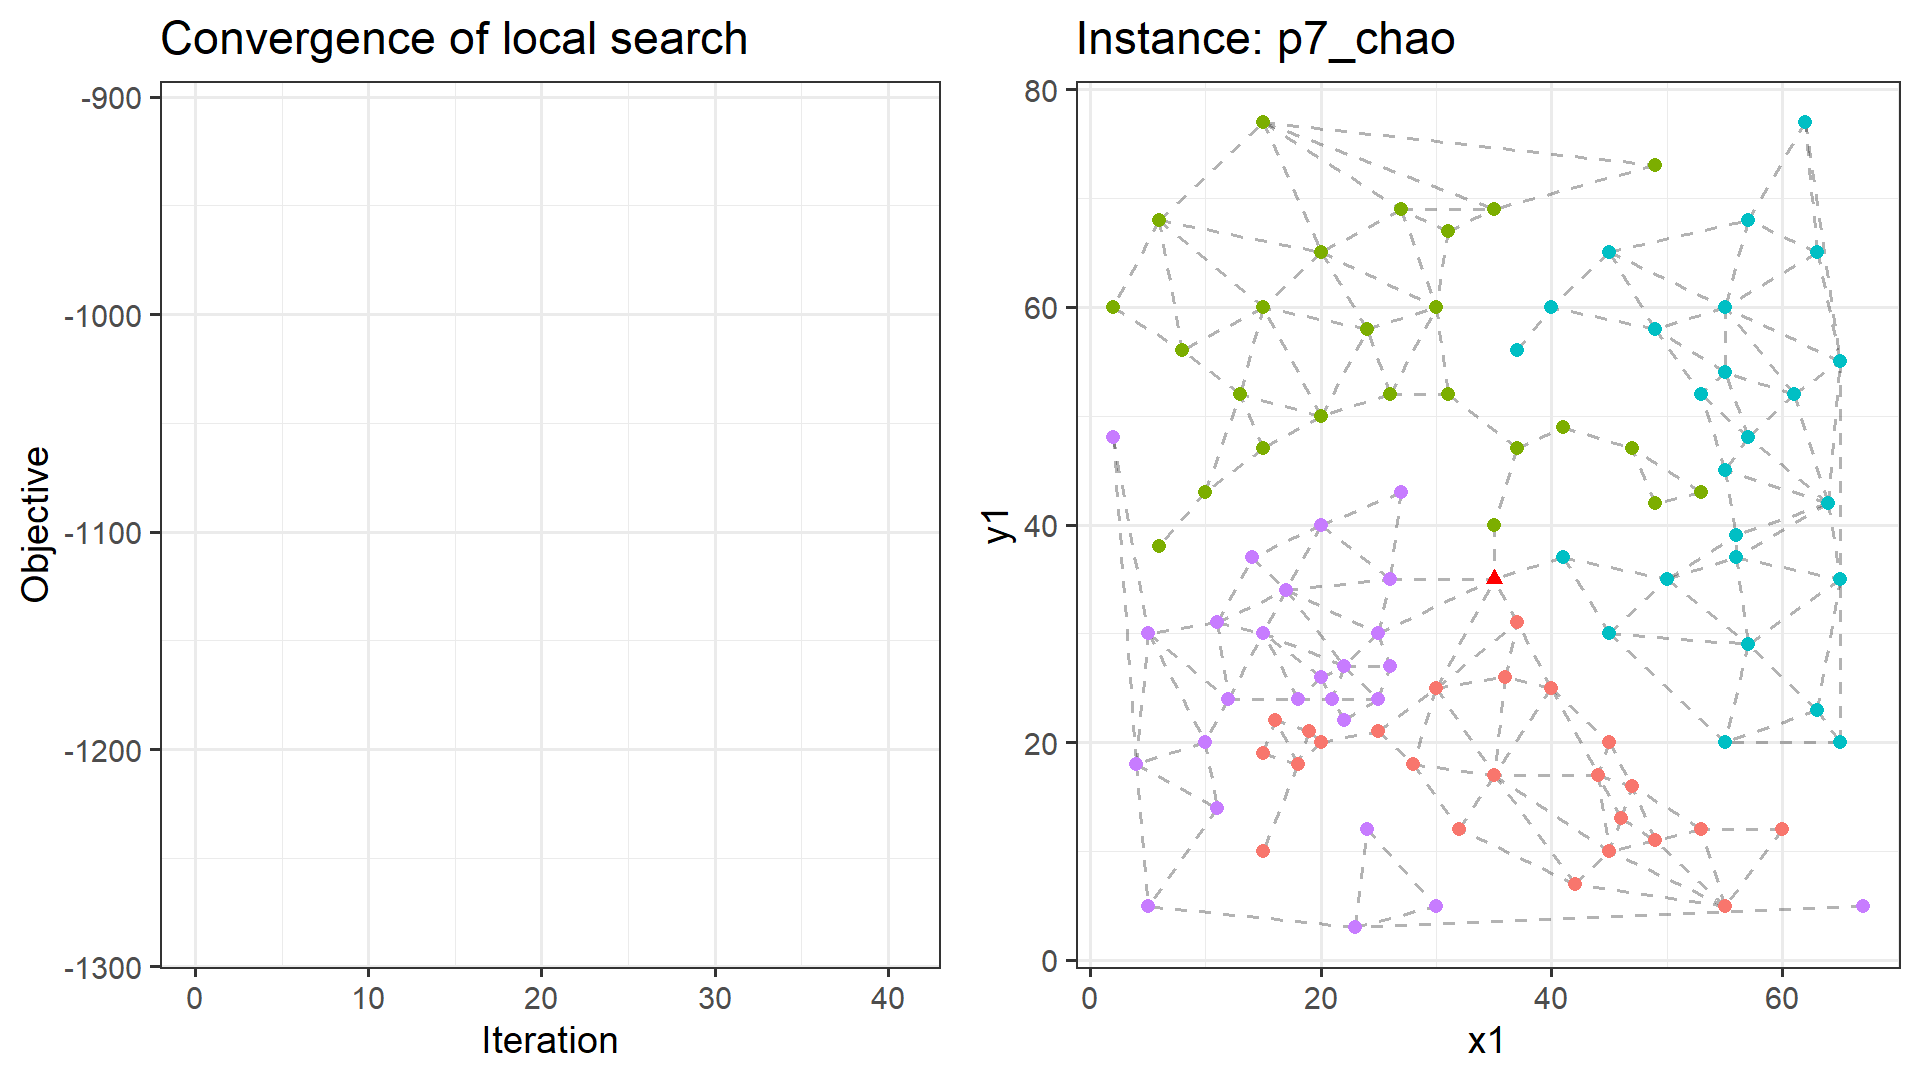 Convergence of local search
Objective
-900
-1000
-1100
-1200
-1300
0 10 20 30 40
Iteration
Instance: p7_chao
y1
80
60
40
20
0
0 20 40 60
x1